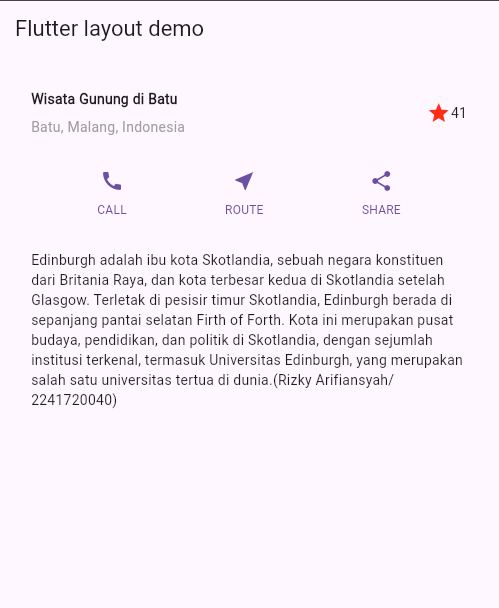 Flutter layout demo
Wisata Gunung di Batu
41
Batu, Malang, Indonesia
CALL ROUTE SHARE
Edinburgh adalah ibu kota Skotlandia, sebuah negara konstituen
dari Britania Raya, dan kota terbesar kedua di Skotlandia setelah
Glasgow. Terletak di pesisir timur Skotlandia, Edinburgh berada di
sepanjang pantai selatan Firth of Forth. Kota ini merupakan pusat
budaya, pendidikan, dan politik di Skotlandia, dengan sejumlah
institusi terkenal, termasuk Universitas Edinburgh, yang merupakan
salah satu universitas tertua di dunia.(Rizky Arifiansyah/
2241720040)